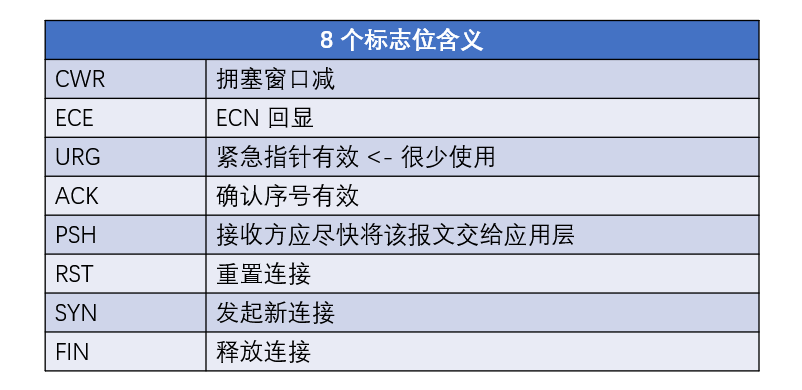 8 个标志位含义
CWR 拥塞窗口减
ECE ECN 回显
URG 紧急指针有效 <- 很少使用
ACK 确认序号有效
PSH 接收方应尽快将该报文交给应用层
RST 重置连接
SYN 发起新连接
FIN 释放连接